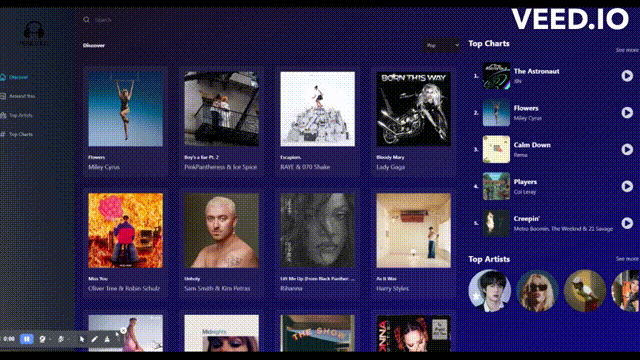 VEED.IO
Search
Discover
Pop
Discover
Around You
Top Artists
Top Charts
BORN THIS WAY
Flowers
Miley Cyrus
Boy's a liar Pt. 2
PinkPantheress & Ice Spice
Escapism.
RAYE & 070 Shake
Bloody Mary
Lady Gaga
Miss You
Oliver Tree & Robin Schulz
Unholy
Sam Smith & Kim Petras
Lift Me Up (From Black Panther: ...
Rihanna
As It Was
Harry Styles
Midnights
THE SHOW
Top Charts
See more
1.
The Astronaut
JIN
2.
Flowers
Miley Cyrus
3.
Calm Down
Rema
4.
Players
Coi Leray
5.
Creepin'
Metro Boomin, The Weeknd & 21 Savage
Top Artists
See more
0:00